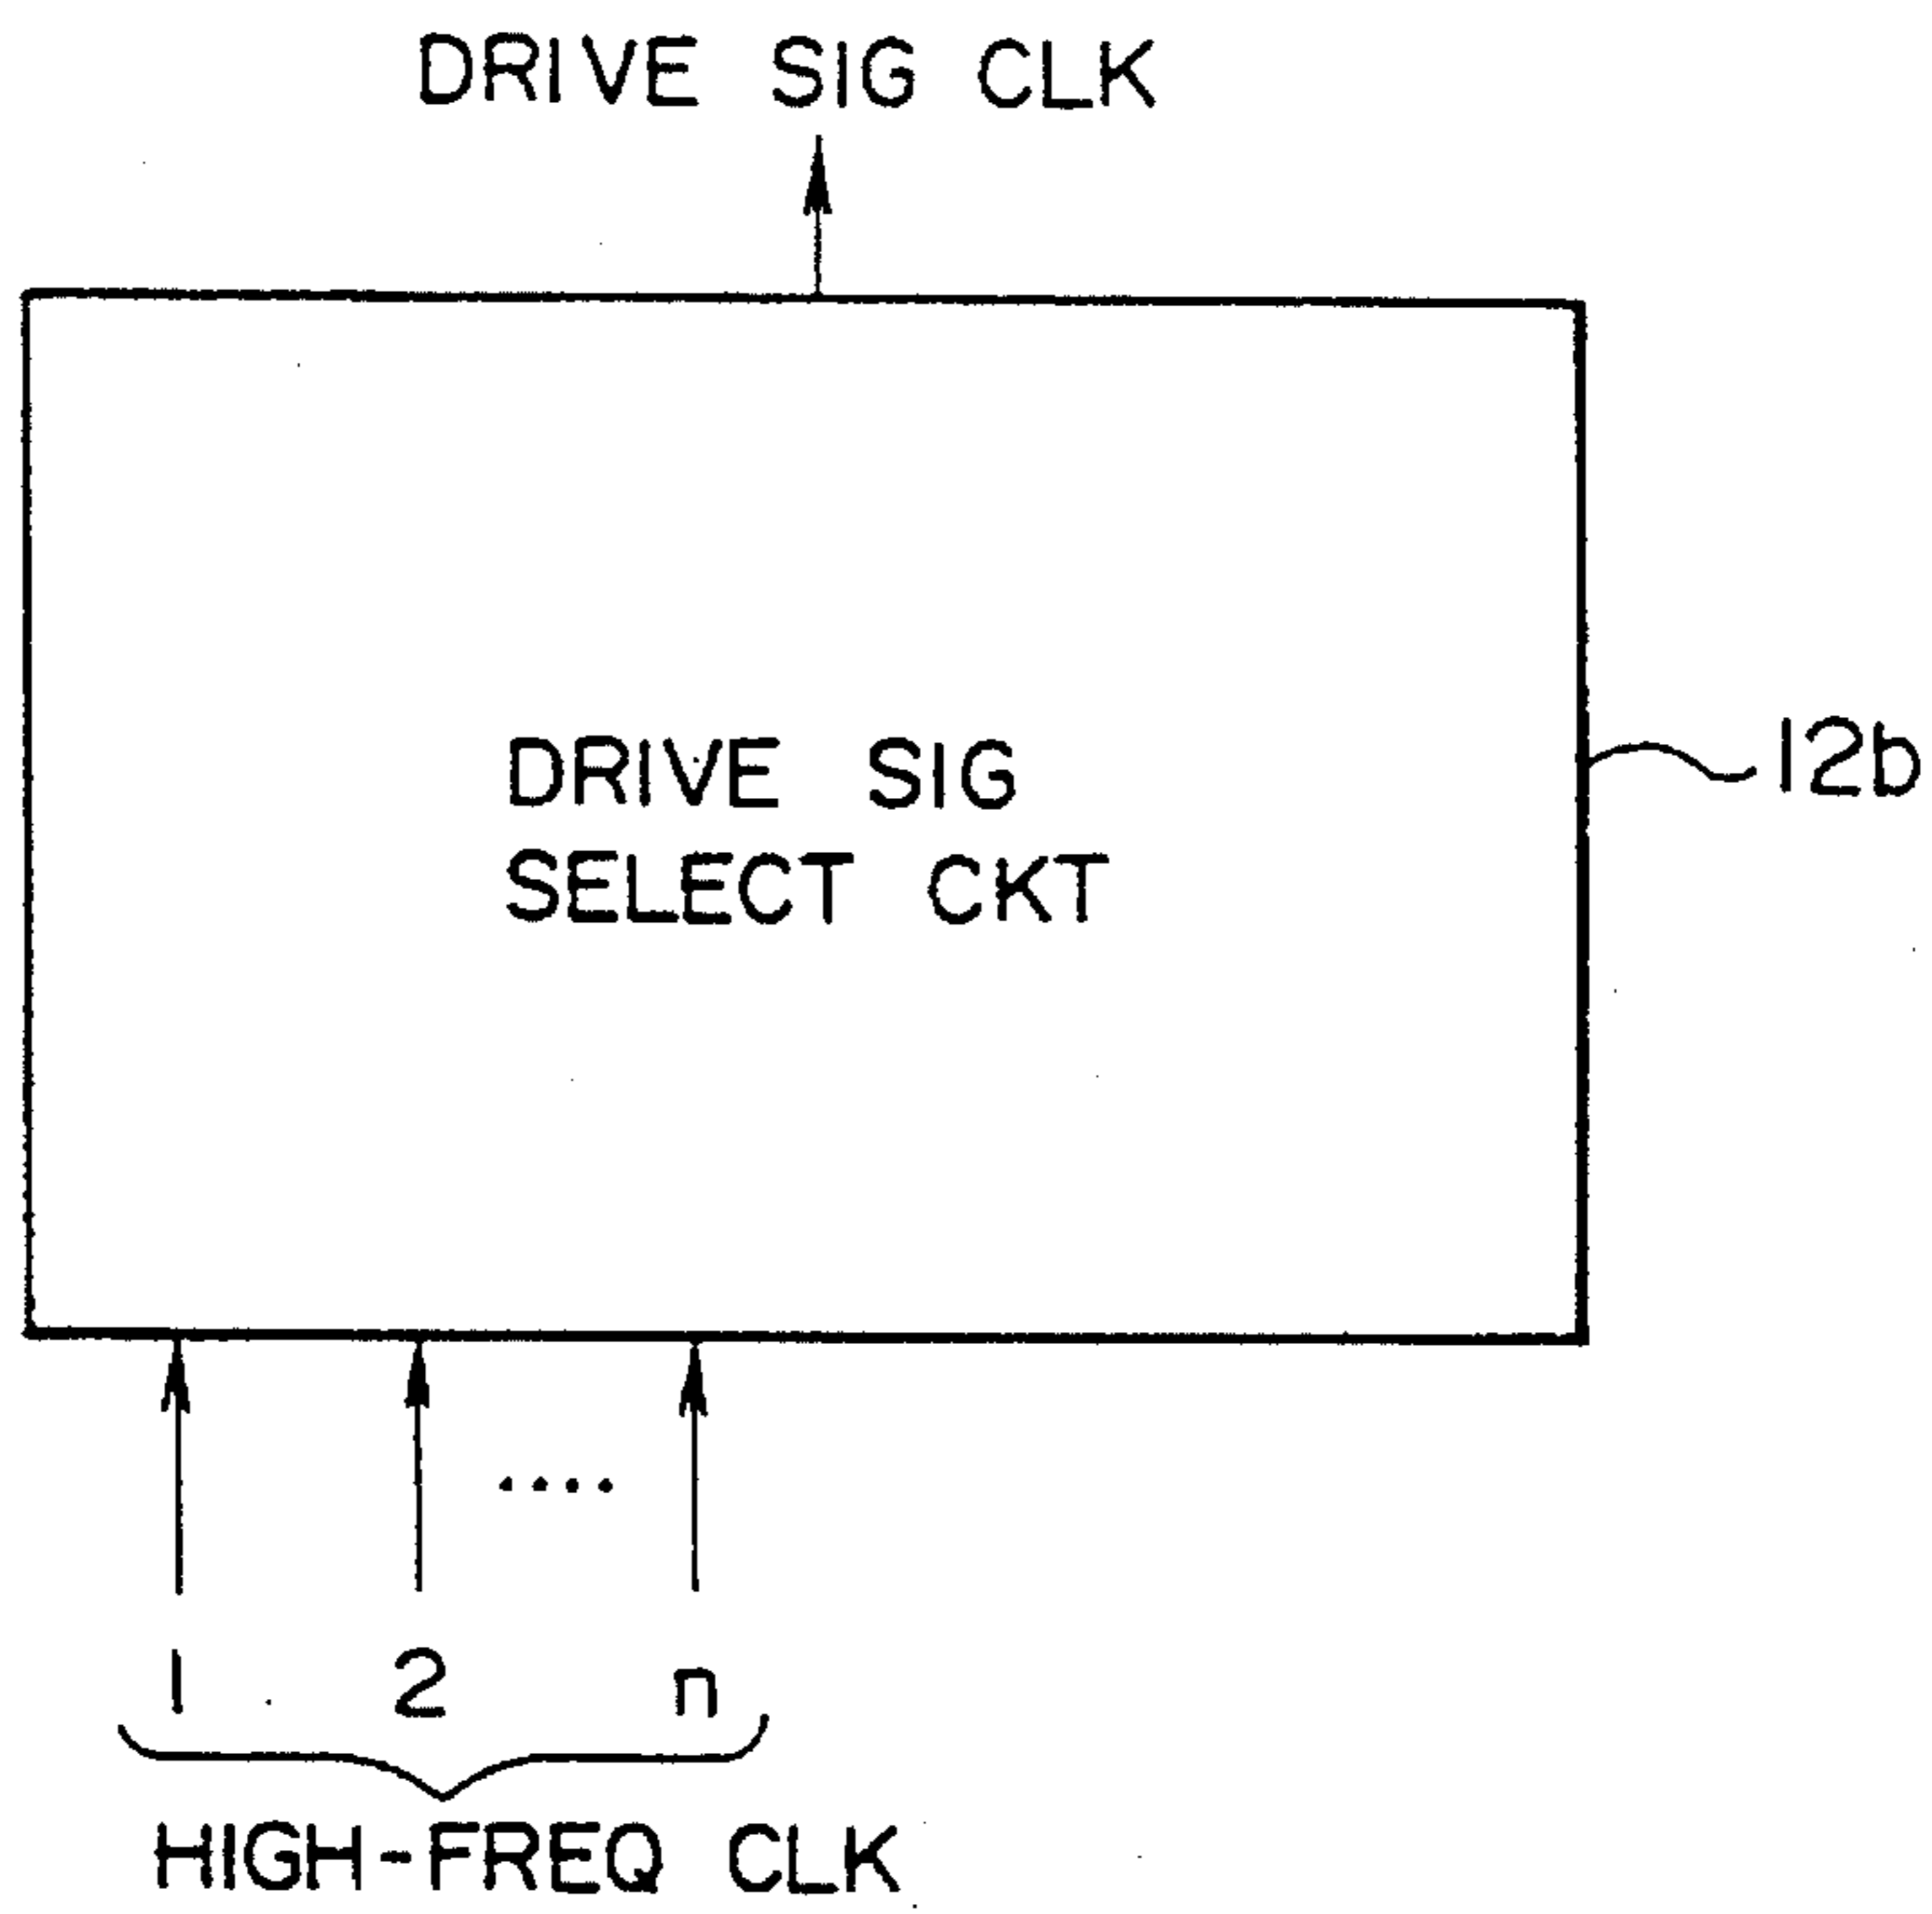 DRIVE SIG CLK
DRIVE SIG
SELECT CKT
12b
1 2 .... n
HIGH-FREQ CLK